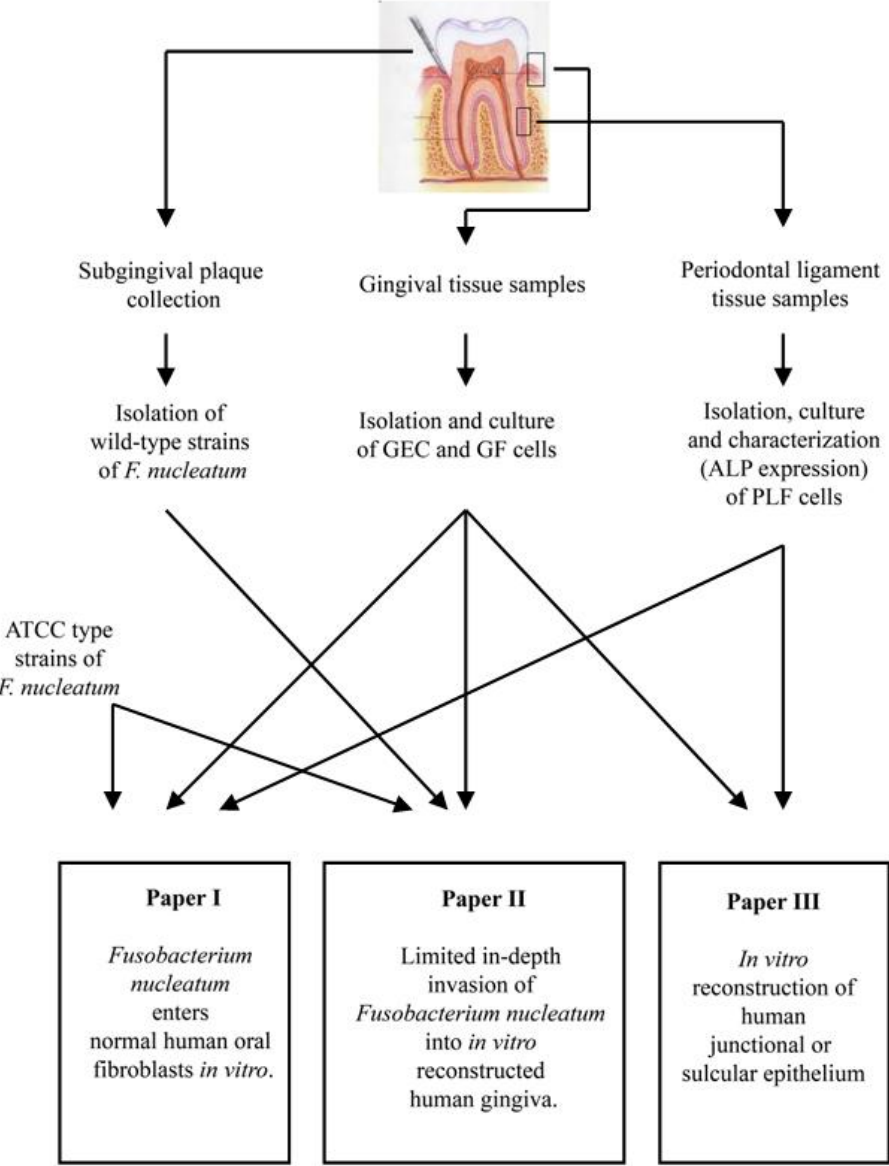 Subgingival plaque
collection
Gingival tissue samples
Periodontal ligament
tissue samples
Isolation of
wild-type strains
of F. nucleatum
Isolation and culture
of GEC and GF cells
Isolation, culture
and characterization
(ALP expression)
of PLF cells
ATCC type
strains of
F. nucleatum
Paper I
Fusobacterium
nucleatum
enters
normal human oral
fibroblasts in vitro.
Paper II
Limited in-depth
invasion of
Fusobacterium nucleatum
into in vitro
reconstructed
human gingiva.
Paper III
In vitro
reconstruction of
human
junctional or
sulcular epithelium